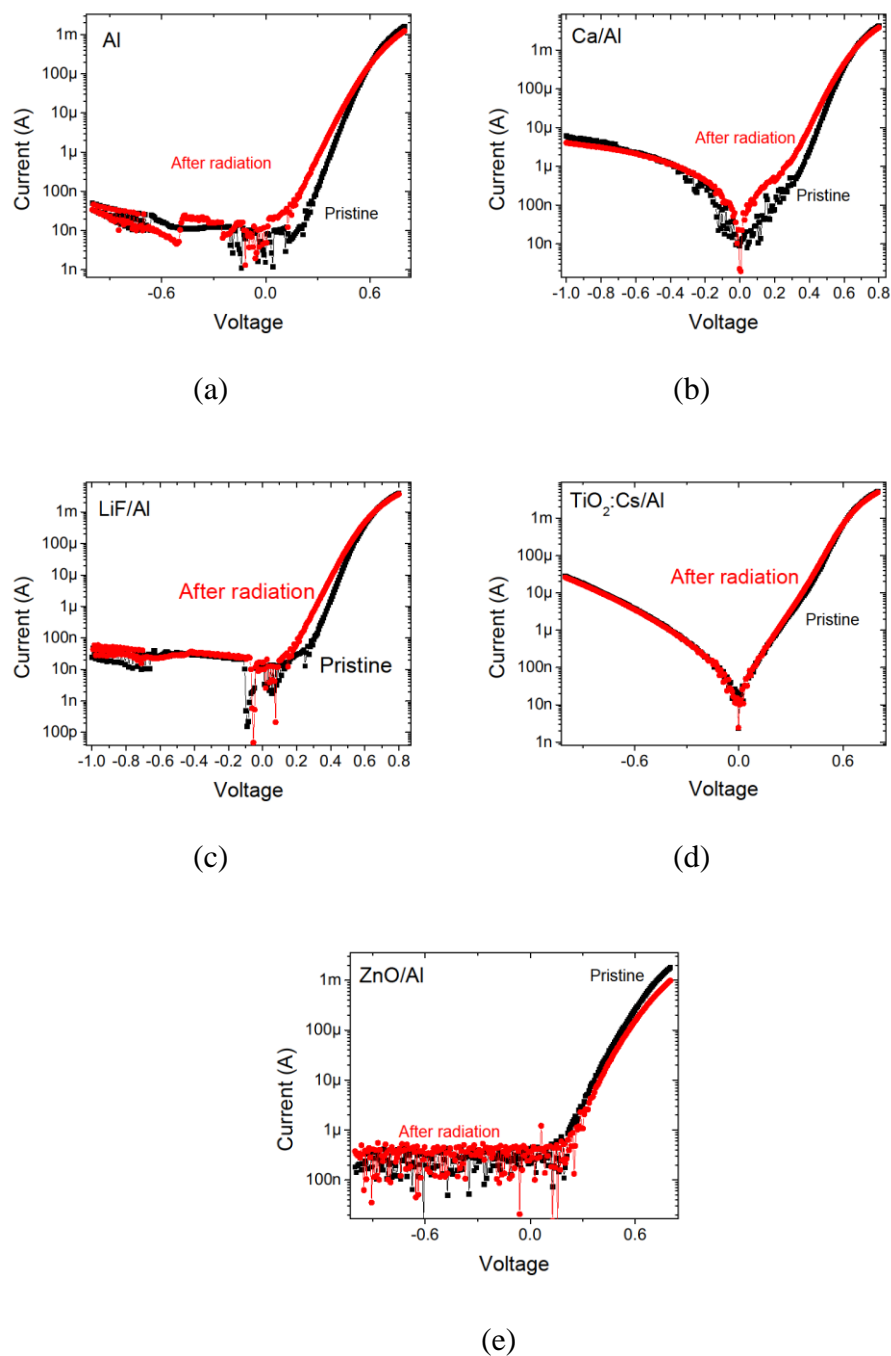 Al
1m
100µ
10µ
1µ
100n
10n
1n
Current (A)
After radiation
Pristine
-0.6 0.0 0.6
Voltage
(a)
Ca/Al
1m
100µ
10µ
1µ
100n
10n
Current (A)
After radiation
Pristine
-1.0 -0.8 -0.6 -0.4 -0.2 0.0 0.2 0.4 0.6 0.8
Voltage
(b)
LiF/Al
1m
100µ
10µ
1µ
100n
10n
1n
100p
Current (A)
After radiation
Pristine
-1.0 -0.8 -0.6 -0.4 -0.2 0.0 0.2 0.4 0.6 0.8
Voltage
(c)
TiO₂:Cs/Al
1m
100µ
10µ
1µ
100n
10n
1n
Current (A)
After radiation
Pristine
-0.6 0.0 0.6
Voltage
(d)
ZnO/Al
Pristine
1m
100µ
10µ
1µ
100n
Current (A)
After radiation
-0.6 0.0 0.6
Voltage
(e)